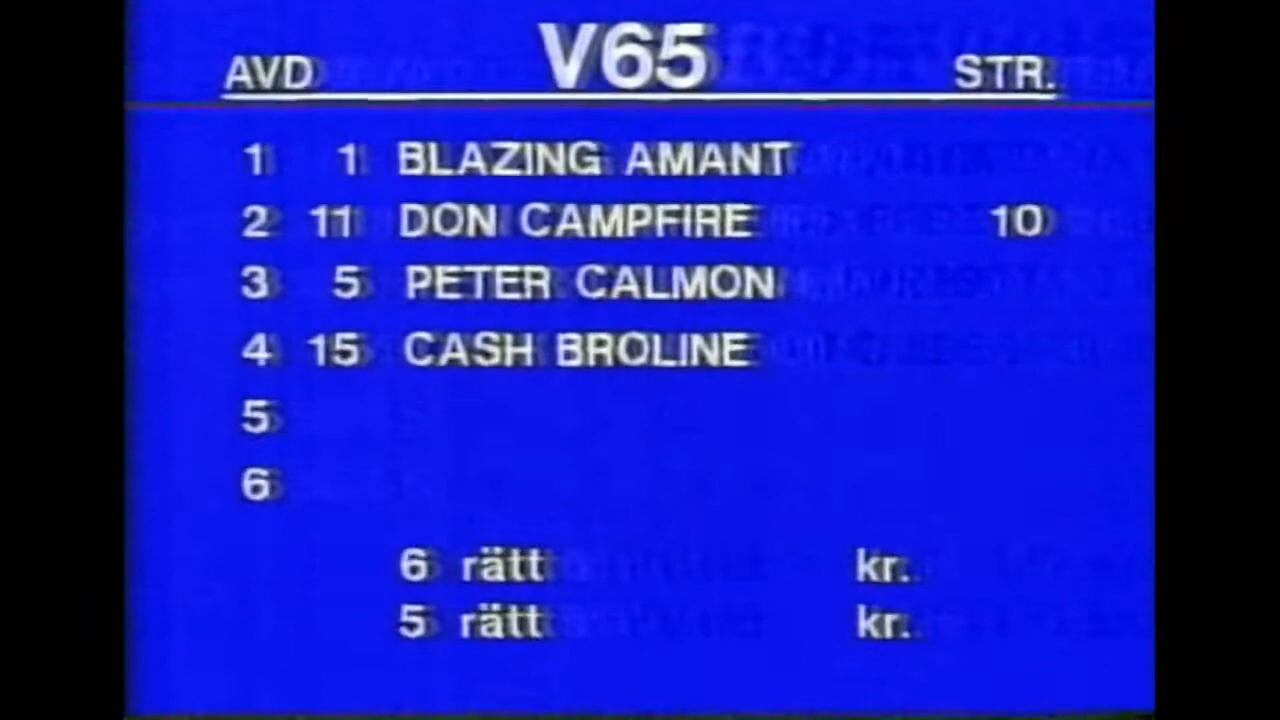 V65
AVD STR.
1 1 BLAZING AMANT
2 11 DON CAMPFIRE 10
3 5 PETER CALMON
4 15 CASH BROLINE
5
6
6 rätt kr.
5 rätt kr.